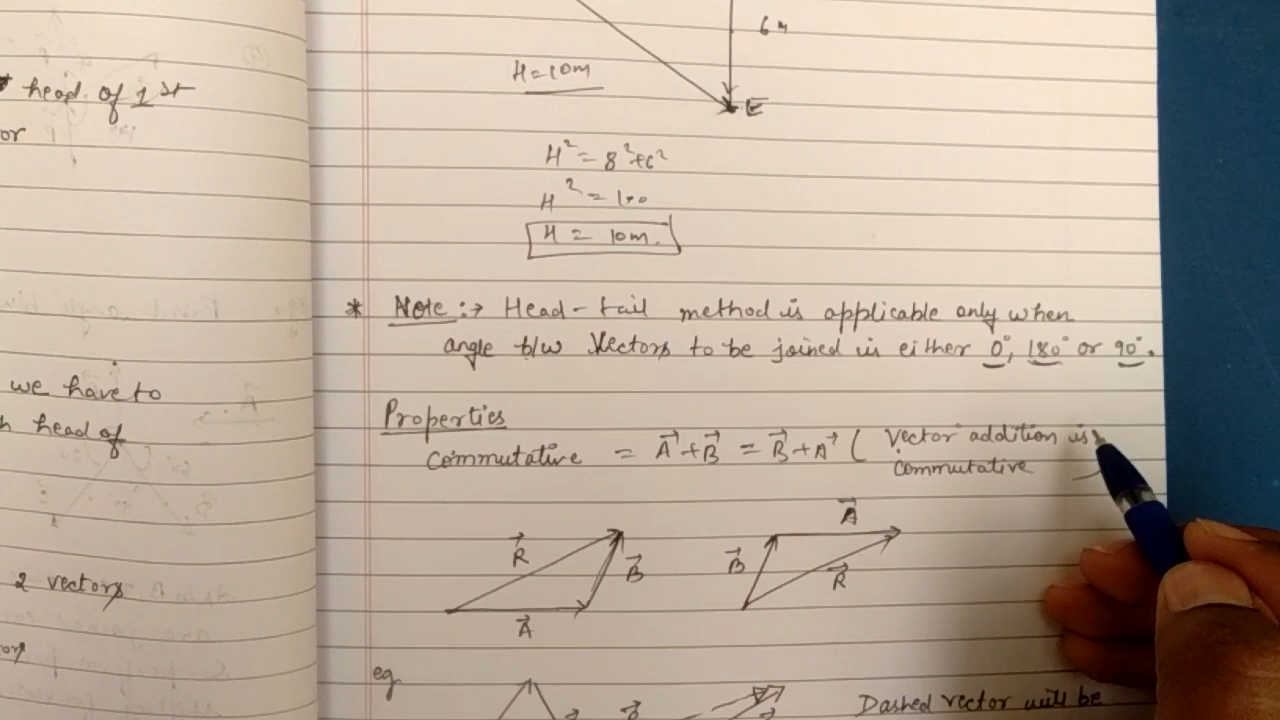 head of 1st
or
we have to
head of
2 vectors
6m
H=10m
E
H² = 8²+6²
H² = 100
H = 10m.
* Note :→ Head-tail method is applicable only when
angle b/w Vectors to be joined is either 0°, 180° or 90°.
Properties
Commutative = A⃗+B⃗ = B⃗+A⃗ ( Vector addition is
commutative )
R⃗ B⃗ A⃗
A⃗ B⃗ R⃗
eg
Dashed vector will be